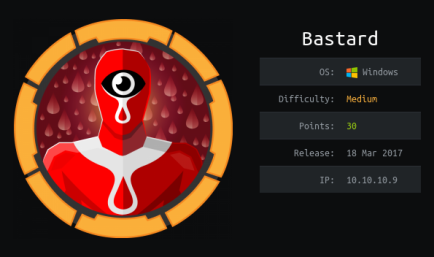 Bastard
OS: Windows
Difficulty: Medium
Points: 30
Release: 18 Mar 2017
IP: 10.10.10.9